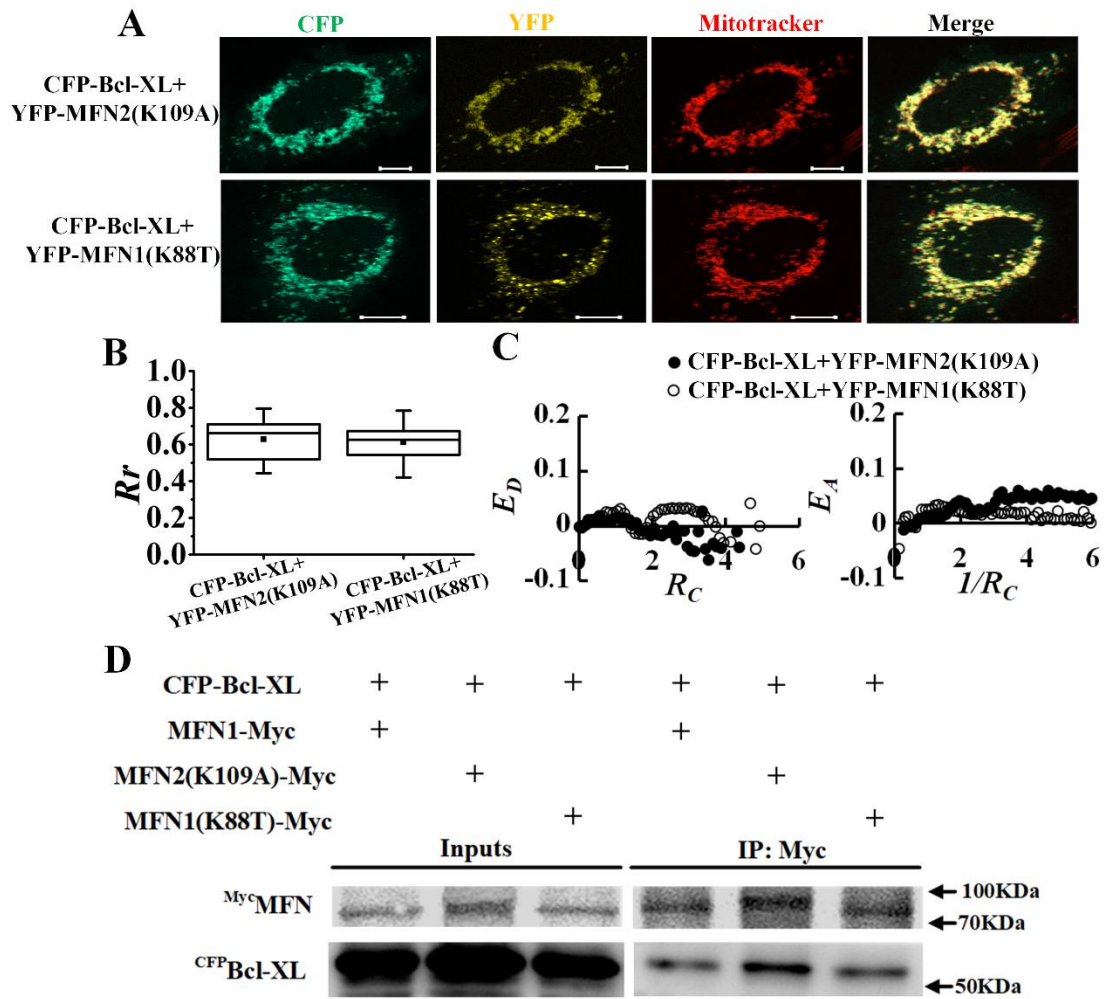 A
CFP YFP Mitotracker Merge
CFP-Bcl-XL+
YFP-MFN2(K109A)
CFP-Bcl-XL+
YFP-MFN1(K88T)
B
1.0
0.8
0.6
0.4
0.2
0.0
Rr
CFP-Bcl-XL+
YFP-MFN2(K109A)
CFP-Bcl-XL+
YFP-MFN1(K88T)
C
● CFP-Bcl-XL+YFP-MFN2(K109A)
○ CFP-Bcl-XL+YFP-MFN1(K88T)
0.2
0.1
0
-0.1
E_D
0 2 4 6
R_C
0.2
0.1
0
-0.1
E_A
0 2 4 6
1/R_C
D
CFP-Bcl-XL + + + + + +
MFN1-Myc + +
MFN2(K109A)-Myc + +
MFN1(K88T)-Myc + +
Inputs IP: Myc
MycMFN
100KDa
70KDa
CFPBcl-XL
50KDa